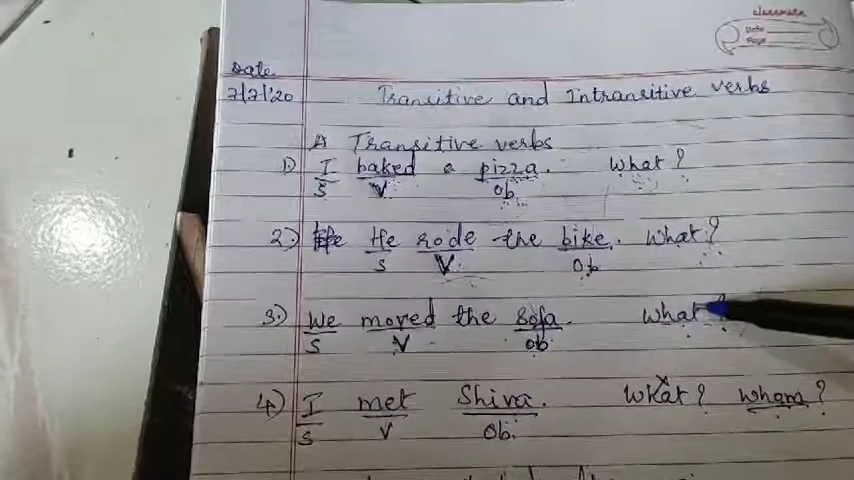 classmate
Date
Page
Date
7/7/'20 Transitive and Intransitive verbs
A Transitive verbs
1) I baked a pizza. What?
S V Ob.
2.) He rode the bike. What?
S V Ob
3.) We moved the Sofa. What?
S V Ob.
4.) I met Shiva. What? Whom?
S V Ob.